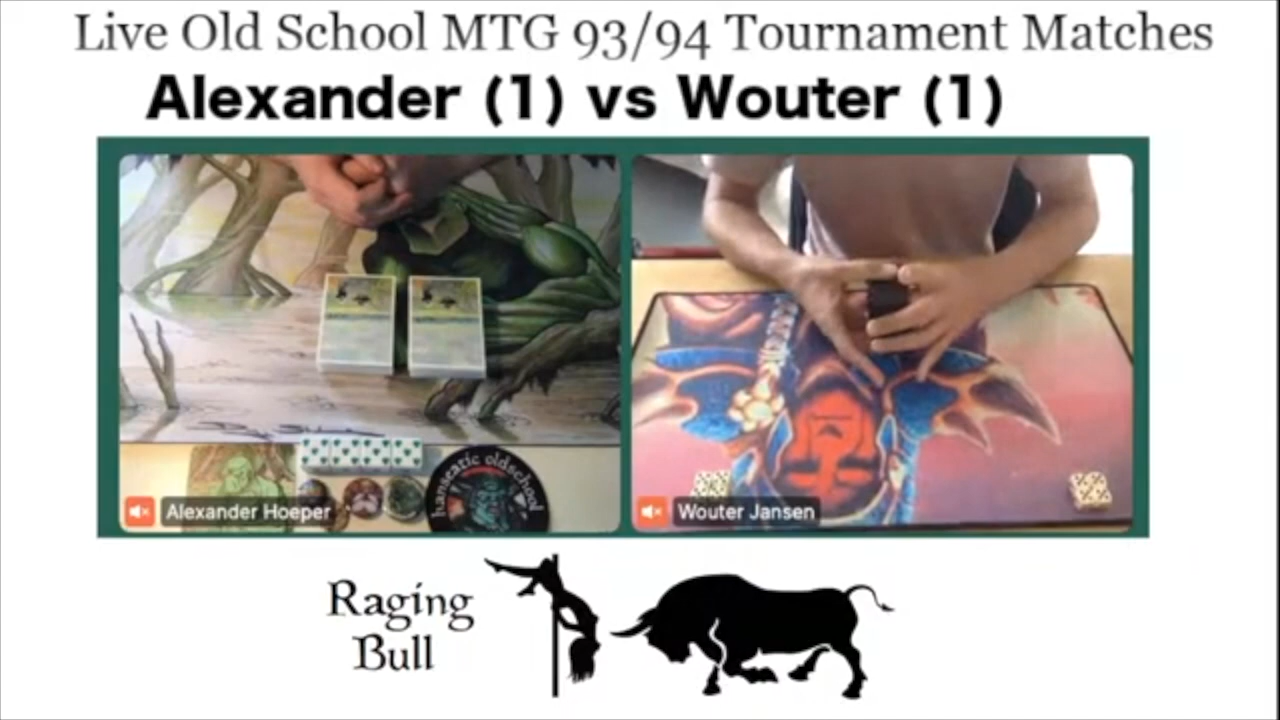 Live Old School MTG 93/94 Tournament Matches
Alexander (1) vs Wouter (1)
hanseatic oldschool
Alexander Hoeper
Wouter Jansen
Raging
Bull